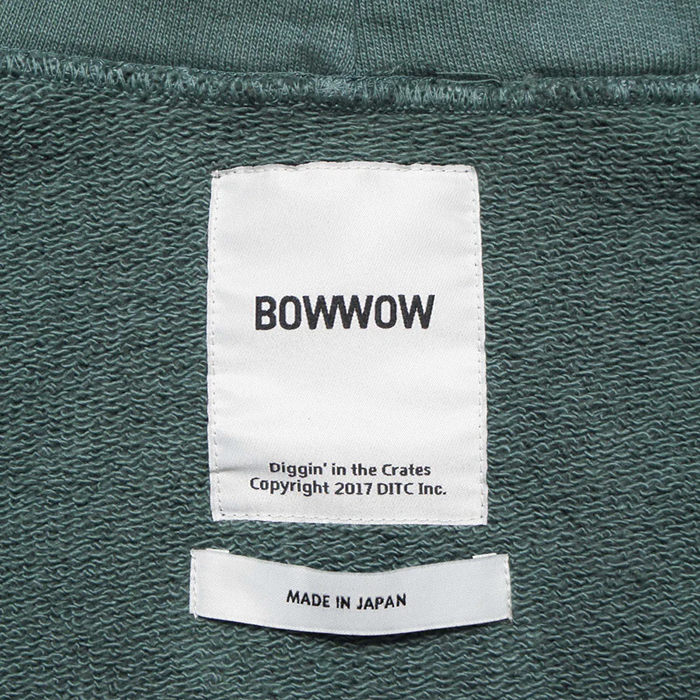 BOWWOW
Diggin' in the Crates
Copyright 2017 DITC Inc.
MADE IN JAPAN